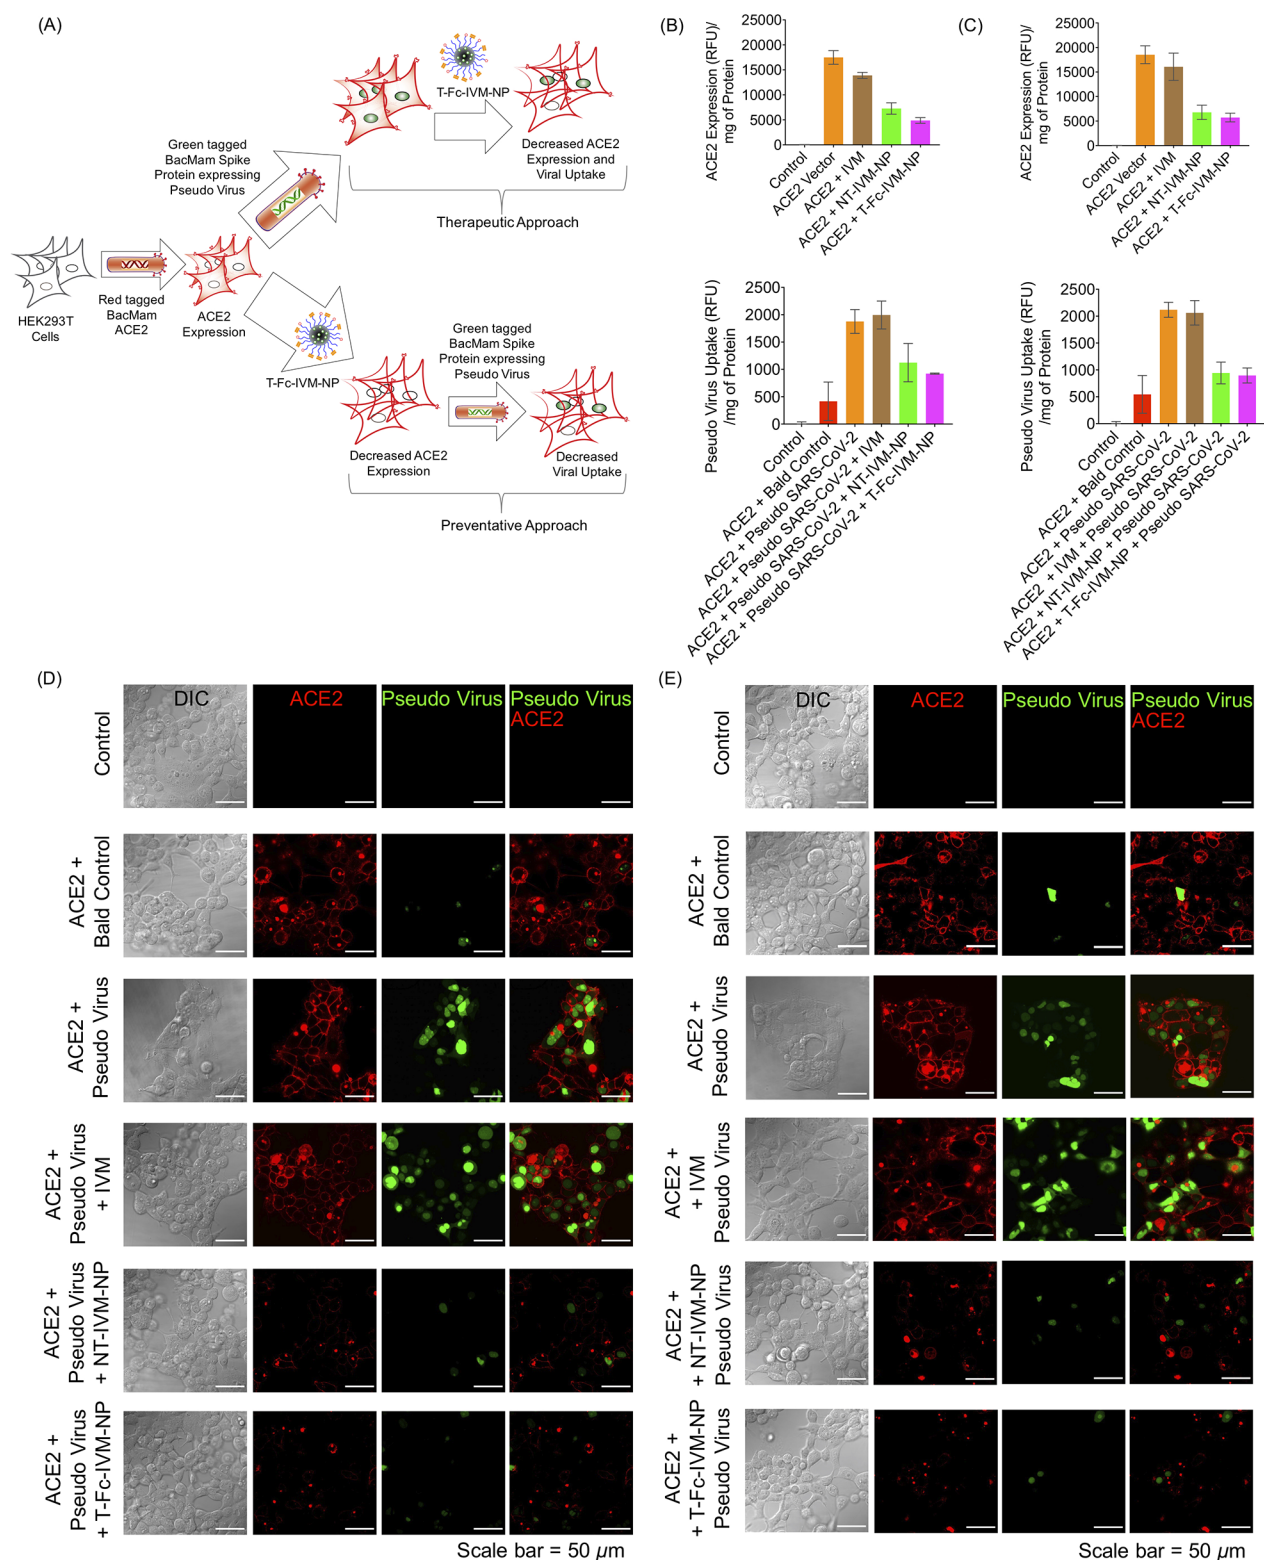 (A)
T-Fc-IVM-NP
Green tagged
BacMam Spike
Protein expressing
Pseudo Virus
Decreased ACE2
Expression and
Viral Uptake
Therapeutic Approach
HEK293T
Cells
Red tagged
BacMam
ACE2
ACE2
Expression
T-Fc-IVM-NP
Green tagged
BacMam Spike
Protein expressing
Pseudo Virus
Decreased ACE2
Expression
Decreased
Viral Uptake
Preventative Approach
(B)
ACE2 Expression (RFU)/
mg of Protein
25000
20000
15000
10000
5000
0
Control
ACE2 Vector
ACE2 + IVM
ACE2 + NT-IVM-NP
ACE2 + T-Fc-IVM-NP
Pseudo Virus Uptake (RFU)
/mg of Protein
2500
2000
1500
1000
500
0
Control
ACE2 + Bald Control
ACE2 + Pseudo SARS-CoV-2
ACE2 + Pseudo SARS-CoV-2 + IVM
ACE2 + Pseudo SARS-CoV-2 + NT-IVM-NP
ACE2 + Pseudo SARS-CoV-2 + T-Fc-IVM-NP
(C)
ACE2 Expression (RFU)/
mg of Protein
25000
20000
15000
10000
5000
0
Control
ACE2 Vector
ACE2 + IVM
ACE2 + NT-IVM-NP
ACE2 + T-Fc-IVM-NP
Pseudo Virus Uptake (RFU)
/mg of Protein
2500
2000
1500
1000
500
0
Control
ACE2 + Bald Control
ACE2 + Pseudo SARS-CoV-2
ACE2 + IVM + Pseudo SARS-CoV-2
ACE2 + NT-IVM-NP + Pseudo SARS-CoV-2
ACE2 + T-Fc-IVM-NP + Pseudo SARS-CoV-2
(D)
DIC
ACE2
Pseudo Virus
Pseudo Virus
ACE2
Control
ACE2 +
Bald Control
ACE2 +
Pseudo Virus
ACE2 +
Pseudo Virus
+ IVM
ACE2 +
Pseudo Virus
+ NT-IVM-NP
ACE2 +
Pseudo Virus
+ T-Fc-IVM-NP
Scale bar = 50 µm
(E)
DIC
ACE2
Pseudo Virus
Pseudo Virus
ACE2
Control
ACE2 +
Bald Control
ACE2 +
Pseudo Virus
ACE2 +
+ IVM
Pseudo Virus
ACE2 +
+ NT-IVM-NP
Pseudo Virus
ACE2 +
+ T-Fc-IVM-NP
Pseudo Virus
Scale bar = 50 µm